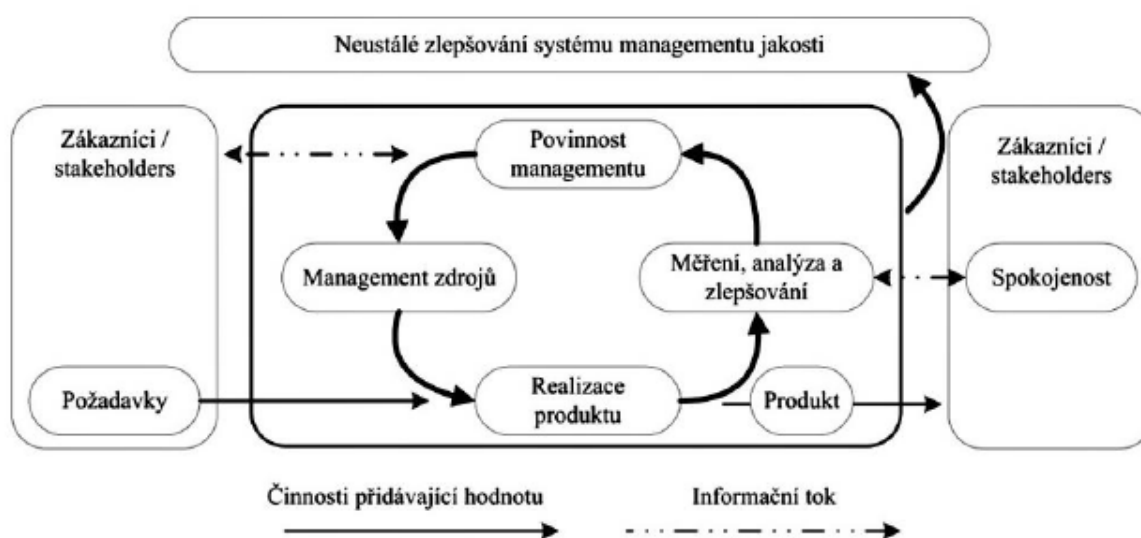 Neustálé zlepšování systému managementu jakosti
Zákazníci /
stakeholders
Povinnost
managementu
Zákazníci /
stakeholders
Management zdrojů
Měření, analýza a
zlepšování
Spokojenost
Požadavky
Realizace
produktu
Produkt
Činnosti přidávající hodnotu
Informační tok